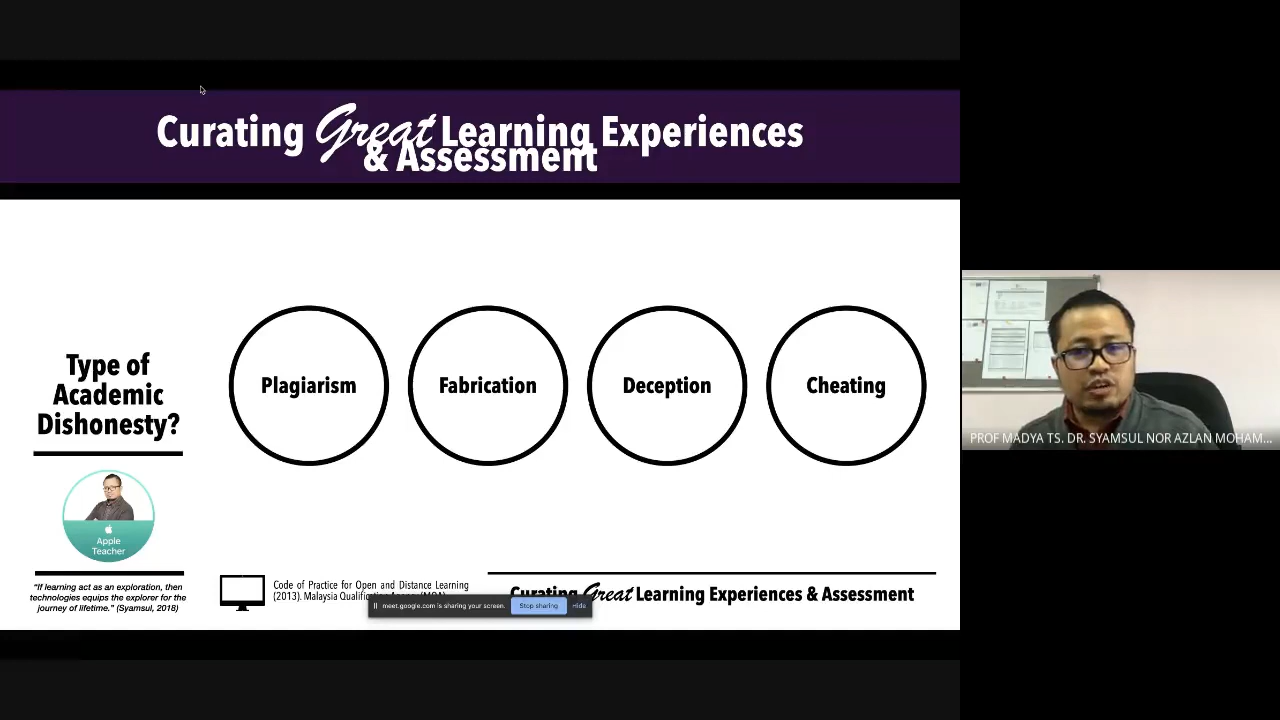 Curating Great Learning Experiences
& Assessment
Type of
Academic
Dishonesty?
Plagiarism
Fabrication
Deception
Cheating
Apple
Teacher
"If learning act as an exploration, then
technologies equips the explorer for the
journey of lifetime." (Syamsul, 2018)
Code of Practice for Open and Distance Learning
(2013). Malaysia Qualification Agency (MQA)
Curating Great Learning Experiences & Assessment
meet.google.com is sharing your screen.
Stop sharing
Hide
PROF MADYA TS. DR. SYAMSUL NOR AZLAN MOHAM...